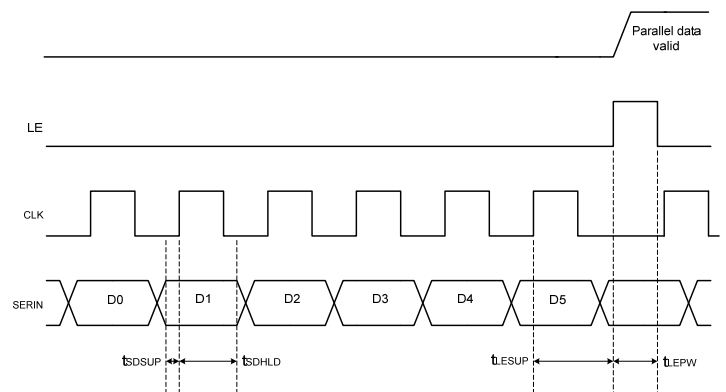 Parallel data
valid
LE
CLK
SERIN
D0
D1
D2
D3
D4
D5
tSDSUP
tSDHLD
tLESUP
tLEPW